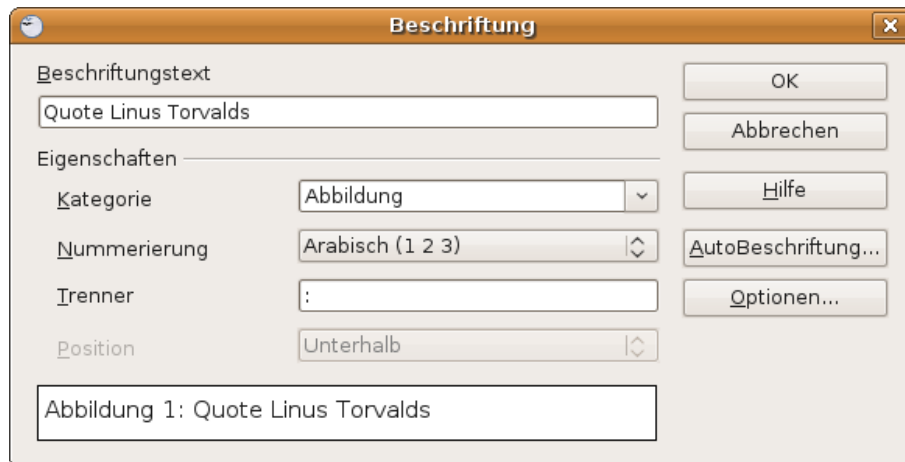 Beschriftung
Beschriftungstext
Quote Linus Torvalds
Eigenschaften
Kategorie Abbildung
Nummerierung Arabisch (1 2 3)
Trenner :
Position Unterhalb
Abbildung 1: Quote Linus Torvalds
OK
Abbrechen
Hilfe
AutoBeschriftung...
Optionen...